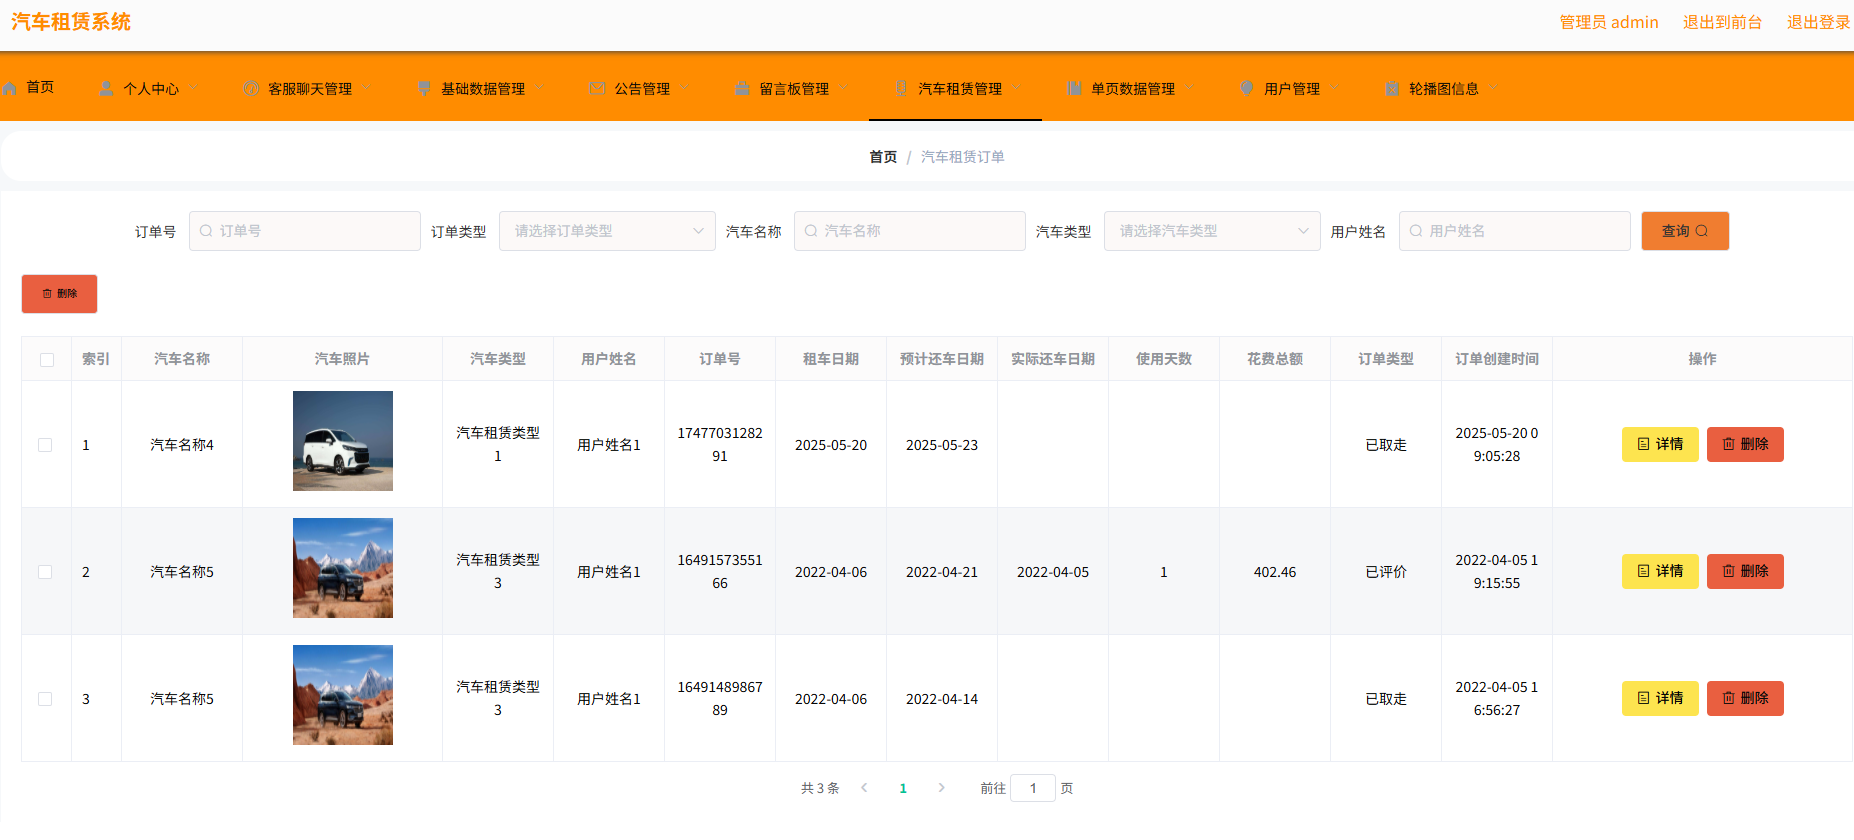 汽车租赁系统
管理员 admin 退出到前台 退出登录
首页 个人中心 客服聊天管理 基础数据管理 公告管理 留言板管理 汽车租赁管理 单页数据管理 用户管理 轮播图信息
首页 / 汽车租赁订单
订单号 订单号 订单类型 请选择订单类型 汽车名称 汽车名称 汽车类型 请选择汽车类型 用户姓名 用户姓名 查询
删除
索引 汽车名称 汽车照片 汽车类型 用户姓名 订单号 租车日期 预计还车日期 实际还车日期 使用天数 花费总额 订单类型 订单创建时间 操作
汽车租赁类型 17477031282 2025-05-20 0
1 汽车名称4 用户姓名1 2025-05-20 2025-05-23 已取走 详情 删除
1 91 9:05:28
汽车租赁类型 16491573551 2022-04-05 1
2 汽车名称5 用户姓名1 2022-04-06 2022-04-21 2022-04-05 1 402.46 已评价 详情 删除
3 66 9:15:55
汽车租赁类型 16491489867 2022-04-05 1
3 汽车名称5 用户姓名1 2022-04-06 2022-04-14 已取走 详情 删除
3 89 6:56:27
共 3 条 1 前往 1 页